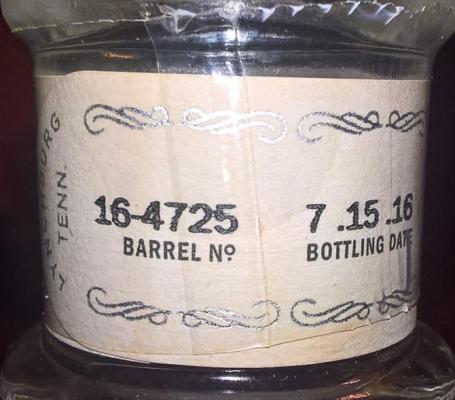 16-4725
BARREL Nº
7.15.16
BOTTLING DATE
TENN.